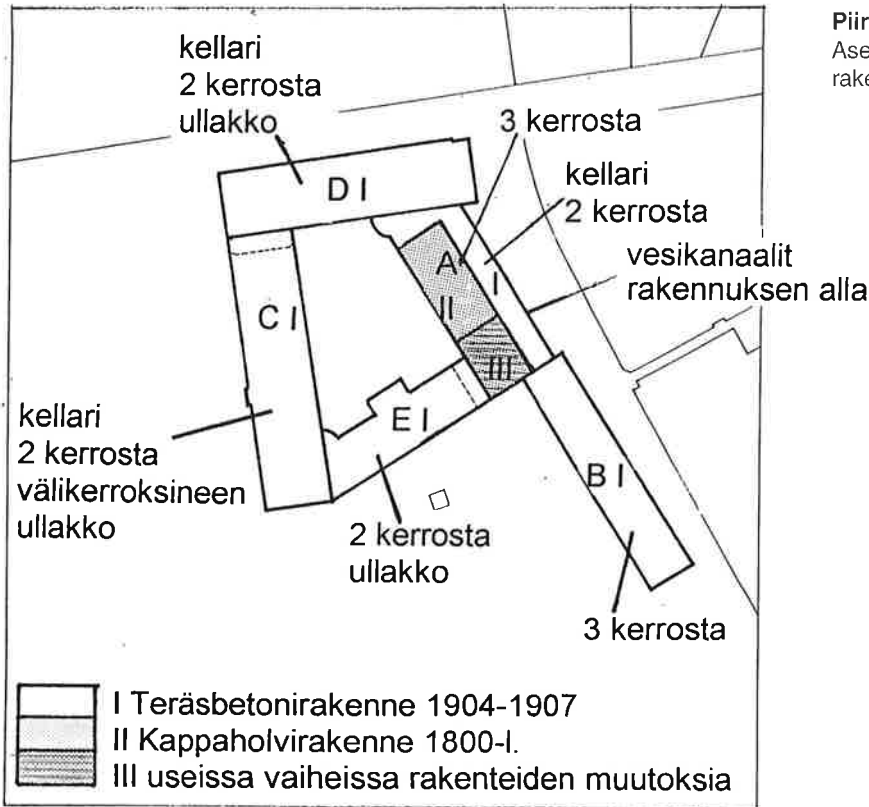 Piir
Ase
rake
kellari
2 kerrosta
ullakko
3 kerrosta
kellari
2 kerrosta
vesikanaalit
rakennuksen alla
D I
A
I
II
III
C I
E I
B I
kellari
2 kerrosta
välikerroksineen
ullakko
2 kerrosta
ullakko
3 kerrosta
I Teräsbetonirakenne 1904-1907
II Kappaholvirakenne 1800-l.
III useissa vaiheissa rakenteiden muutoksia